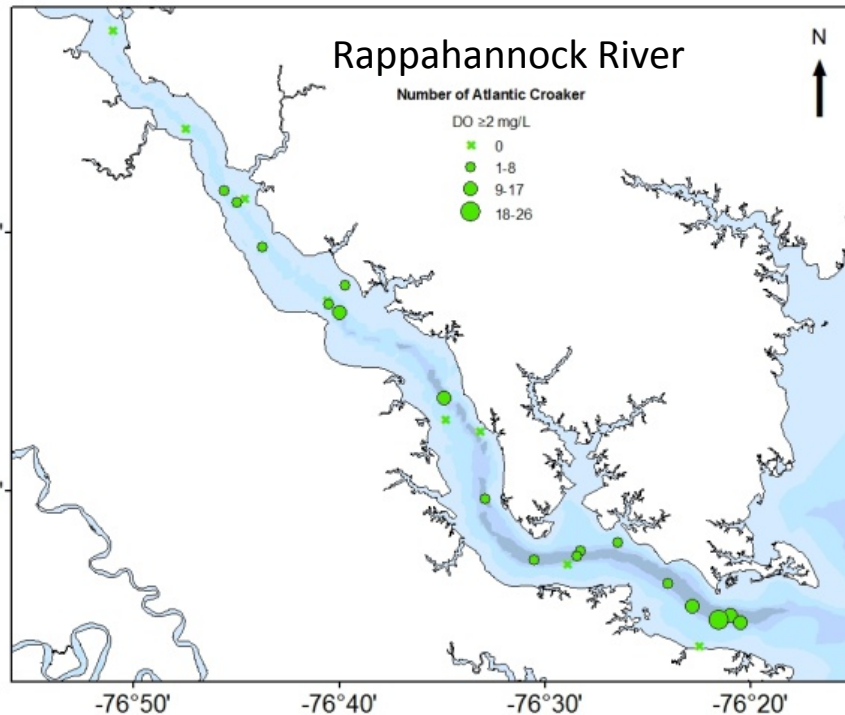 Rappahannock River
N
Number of Atlantic Croaker
DO ≥2 mg/L
0
1-8
9-17
18-26
-76°50' -76°40' -76°30' -76°20'